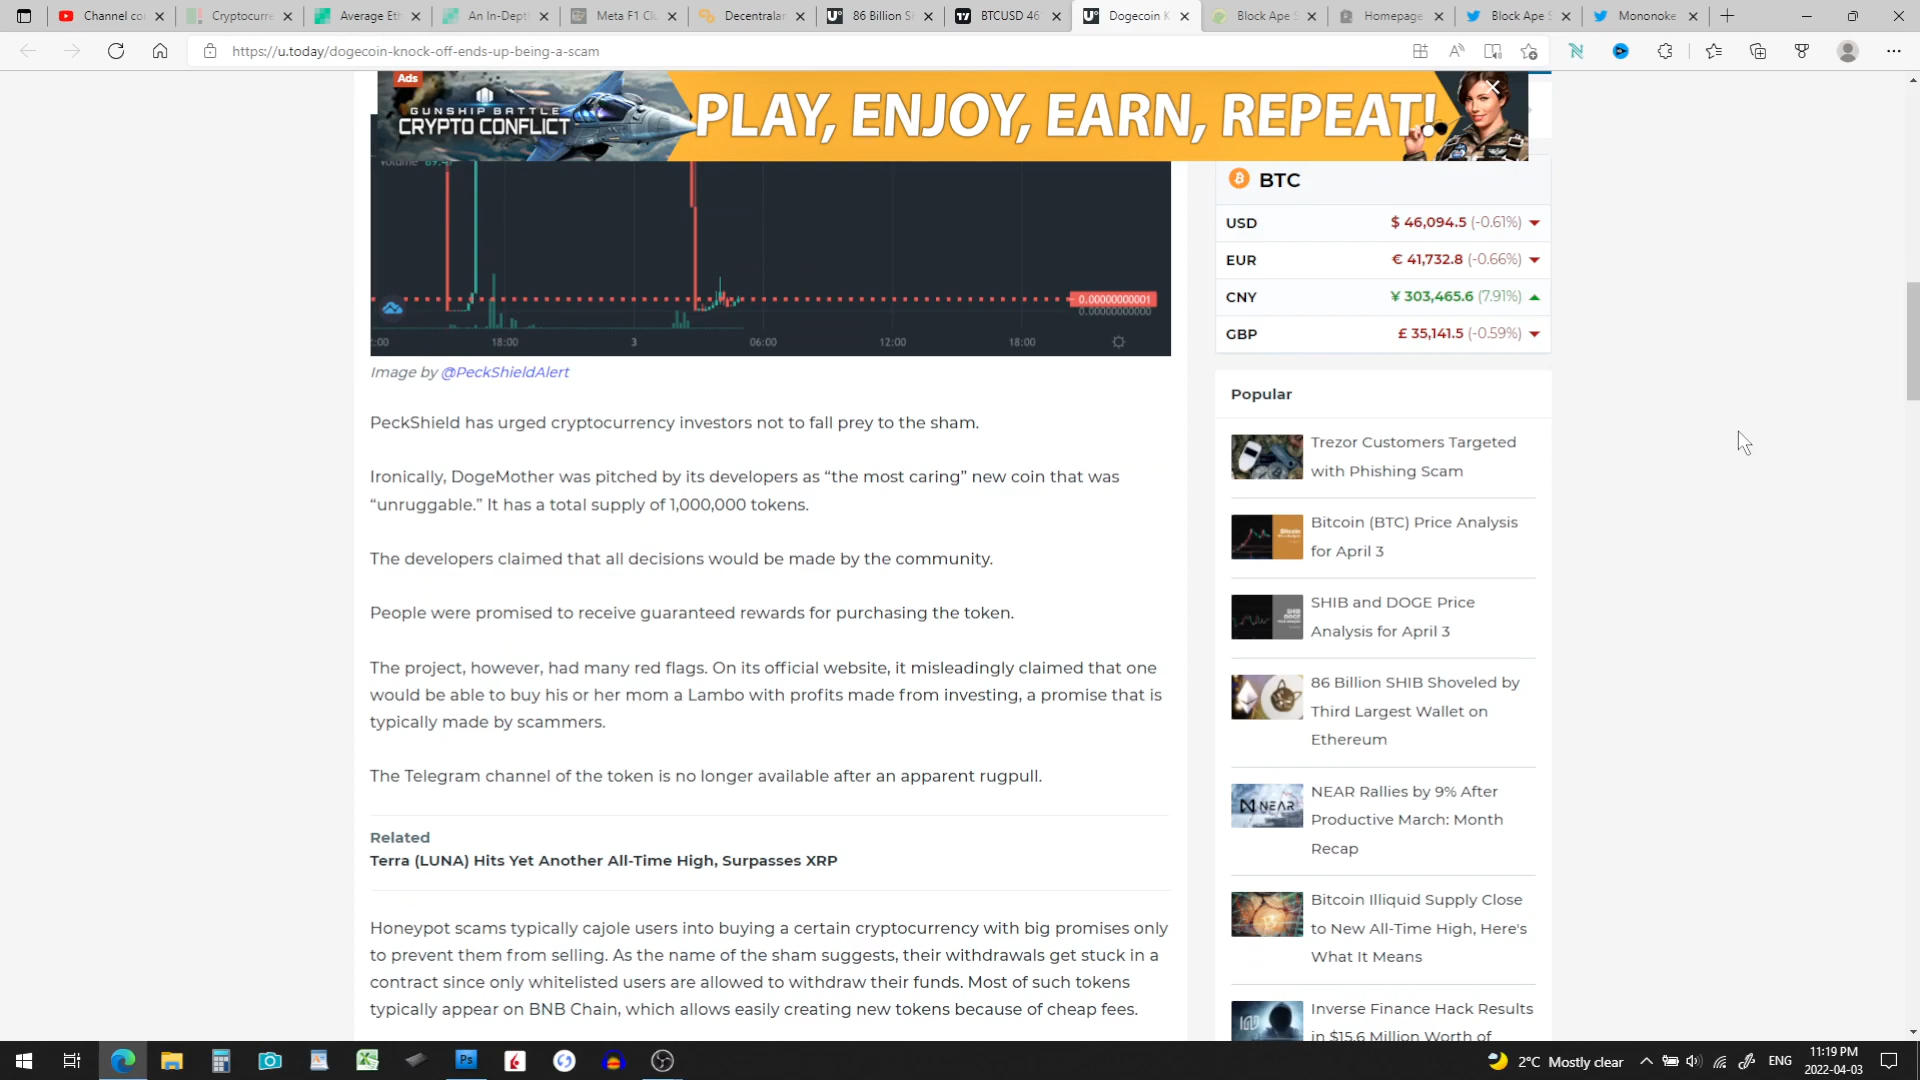 Channel co
Cryptocurre
Average Eth
An In-Dept
Meta F1 Clu
Decentralan
86 Billion S
BTCUSD 46
Dogecoin K
Block Ape S
Homepage
Block Ape S
Mononoke
https://u.today/dogecoin-knock-off-ends-up-being-a-scam
Ads
GUNSHIP BATTLE
CRYPTO CONFLICT
PLAY, ENJOY, EARN, REPEAT!
0.00000000001
0.00000000000
:00
18:00
3
06:00
12:00
18:00
Image by @PeckShieldAlert
PeckShield has urged cryptocurrency investors not to fall prey to the sham.
Ironically, DogeMother was pitched by its developers as “the most caring” new coin that was
“unruggable.” It has a total supply of 1,000,000 tokens.
The developers claimed that all decisions would be made by the community.
People were promised to receive guaranteed rewards for purchasing the token.
The project, however, had many red flags. On its official website, it misleadingly claimed that one
would be able to buy his or her mom a Lambo with profits made from investing, a promise that is
typically made by scammers.
The Telegram channel of the token is no longer available after an apparent rugpull.
Related
Terra (LUNA) Hits Yet Another All-Time High, Surpasses XRP
Honeypot scams typically cajole users into buying a certain cryptocurrency with big promises only
to prevent them from selling. As the name of the sham suggests, their withdrawals get stuck in a
contract since only whitelisted users are allowed to withdraw their funds. Most of such tokens
typically appear on BNB Chain, which allows easily creating new tokens because of cheap fees.
BTC
USD $ 46,094.5 (-0.61%)
EUR € 41,732.8 (-0.66%)
CNY ¥ 303,465.6 (7.91%)
GBP £ 35,141.5 (-0.59%)
Popular
Trezor Customers Targeted
with Phishing Scam
Bitcoin (BTC) Price Analysis
for April 3
SHIB and DOGE Price
Analysis for April 3
86 Billion SHIB Shoveled by
Third Largest Wallet on
Ethereum
NEAR
NEAR Rallies by 9% After
Productive March: Month
Recap
Bitcoin Illiquid Supply Close
to New All-Time High, Here's
What It Means
Inverse Finance Hack Results
in $15.6 Million Worth of
Ps
2°C Mostly clear
ENG
11:19 PM
2022-04-03